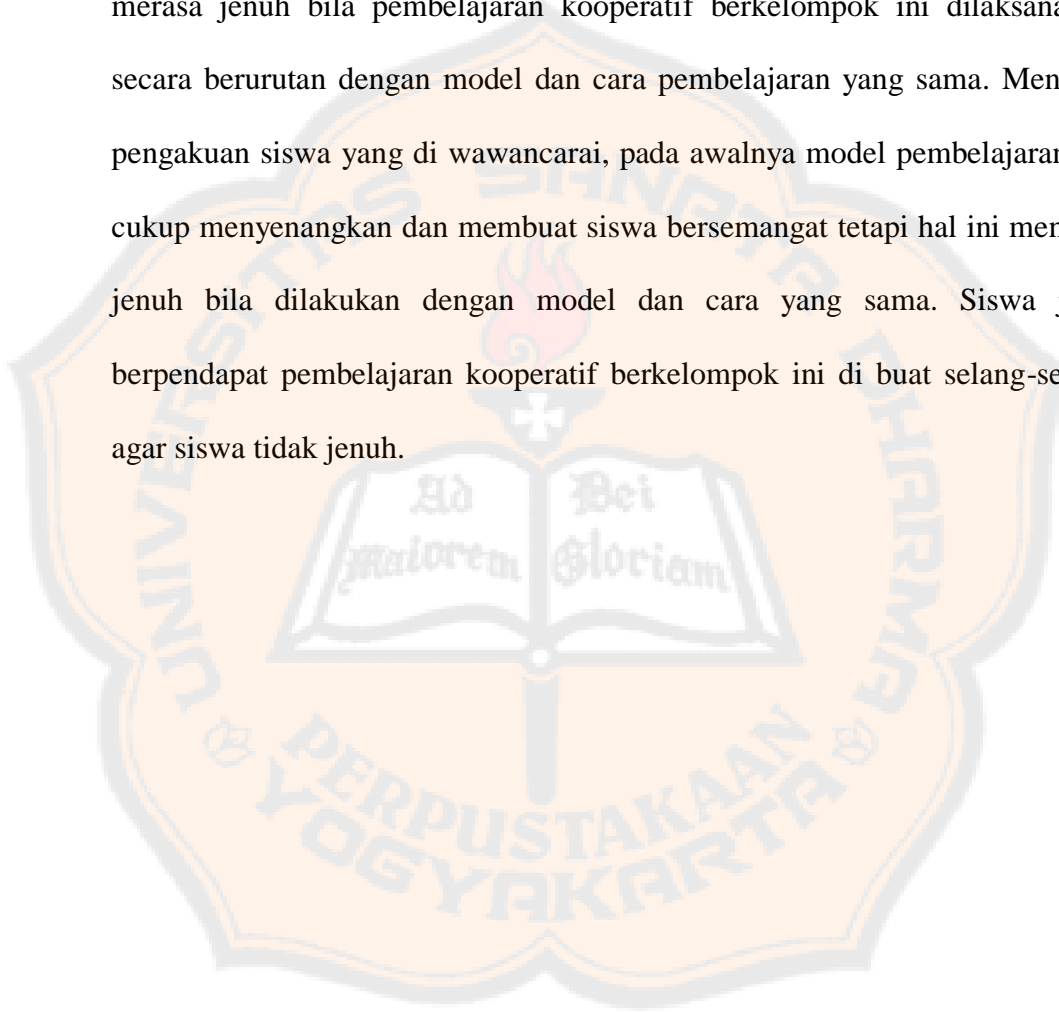 merasa jenuh bila pembelajaran kooperatif berkelompok ini dilaksana
secara berurutan dengan model dan cara pembelajaran yang sama. Men
pengakuan siswa yang di wawancarai, pada awalnya model pembelajaran
cukup menyenangkan dan membuat siswa bersemangat tetapi hal ini men
jenuh bila dilakukan dengan model dan cara yang sama. Siswa j
berpendapat pembelajaran kooperatif berkelompok ini di buat selang-se
agar siswa tidak jenuh.
UNIVERSITAS SANATA DHARMA
Ad Dei
Maiorem Gloriam
PERPUSTAKAAN
YOGYAKARTA